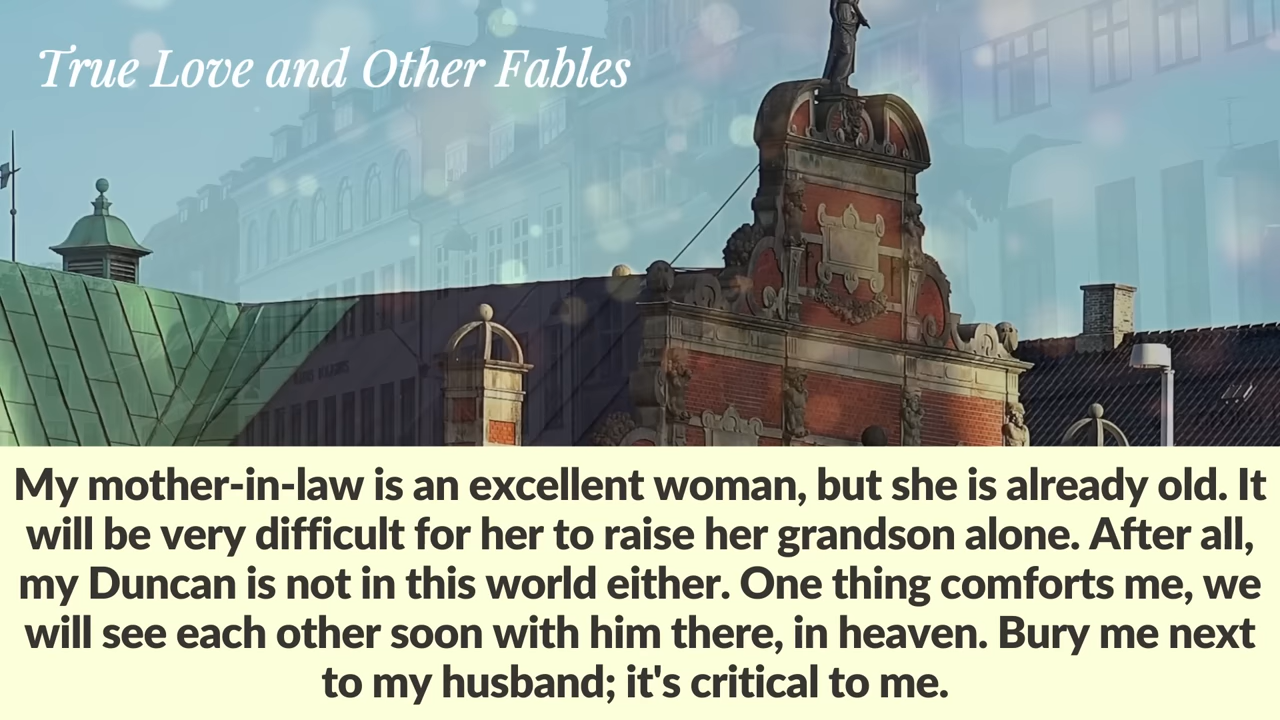 True Love and Other Fables
My mother-in-law is an excellent woman, but she is already old. It
will be very difficult for her to raise her grandson alone. After all,
my Duncan is not in this world either. One thing comforts me, we
will see each other soon with him there, in heaven. Bury me next
to my husband; it's critical to me.